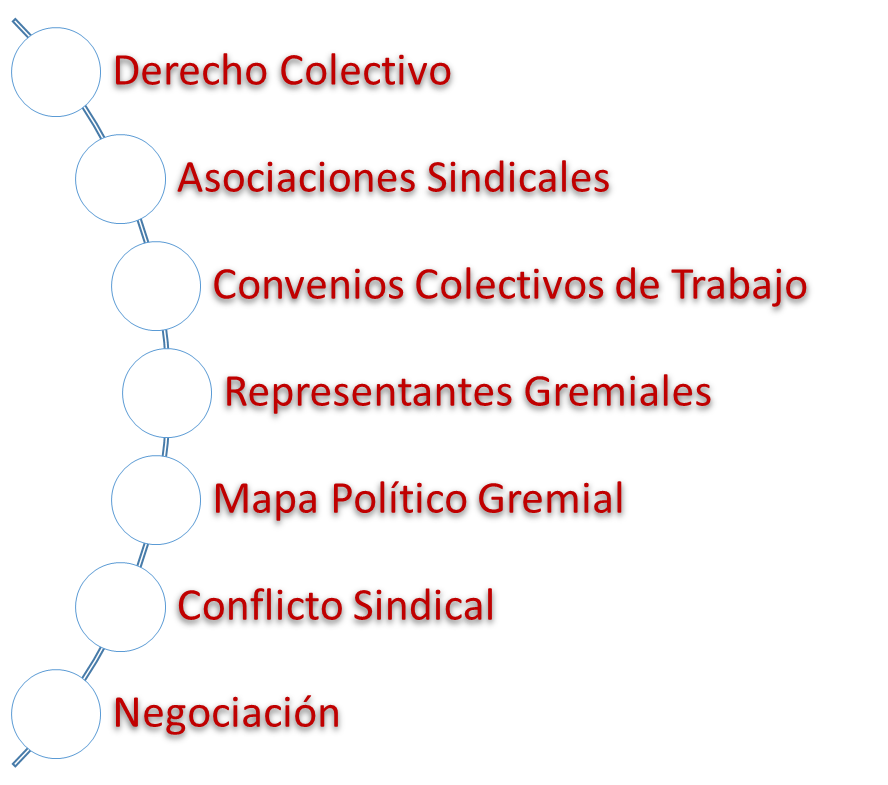 Derecho Colectivo
Asociaciones Sindicales
Convenios Colectivos de Trabajo
Representantes Gremiales
Mapa Político Gremial
Conflicto Sindical
Negociación